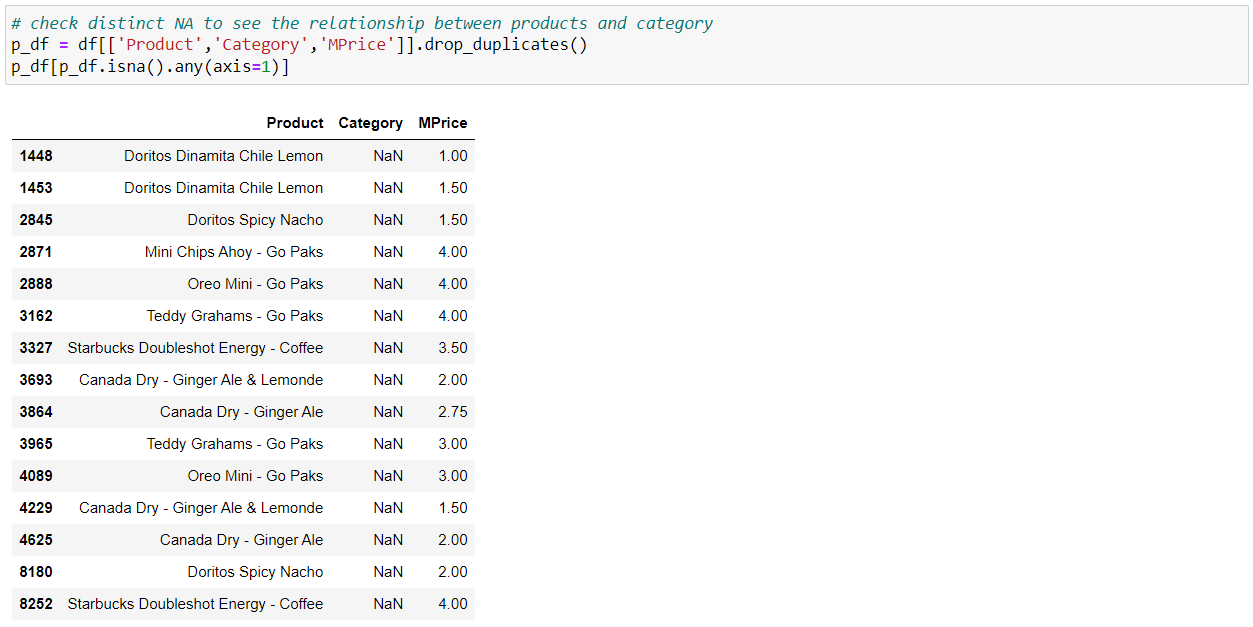 # check distinct NA to see the relationship between products and category
p_df = df[['Product','Category','MPrice']].drop_duplicates()
p_df[p_df.isna().any(axis=1)]
Product Category MPrice
1448 Doritos Dinamita Chile Lemon NaN 1.00
1453 Doritos Dinamita Chile Lemon NaN 1.50
2845 Doritos Spicy Nacho NaN 1.50
2871 Mini Chips Ahoy - Go Paks NaN 4.00
2888 Oreo Mini - Go Paks NaN 4.00
3162 Teddy Grahams - Go Paks NaN 4.00
3327 Starbucks Doubleshot Energy - Coffee NaN 3.50
3693 Canada Dry - Ginger Ale & Lemonde NaN 2.00
3864 Canada Dry - Ginger Ale NaN 2.75
3965 Teddy Grahams - Go Paks NaN 3.00
4089 Oreo Mini - Go Paks NaN 3.00
4229 Canada Dry - Ginger Ale & Lemonde NaN 1.50
4625 Canada Dry - Ginger Ale NaN 2.00
8180 Doritos Spicy Nacho NaN 2.00
8252 Starbucks Doubleshot Energy - Coffee NaN 4.00